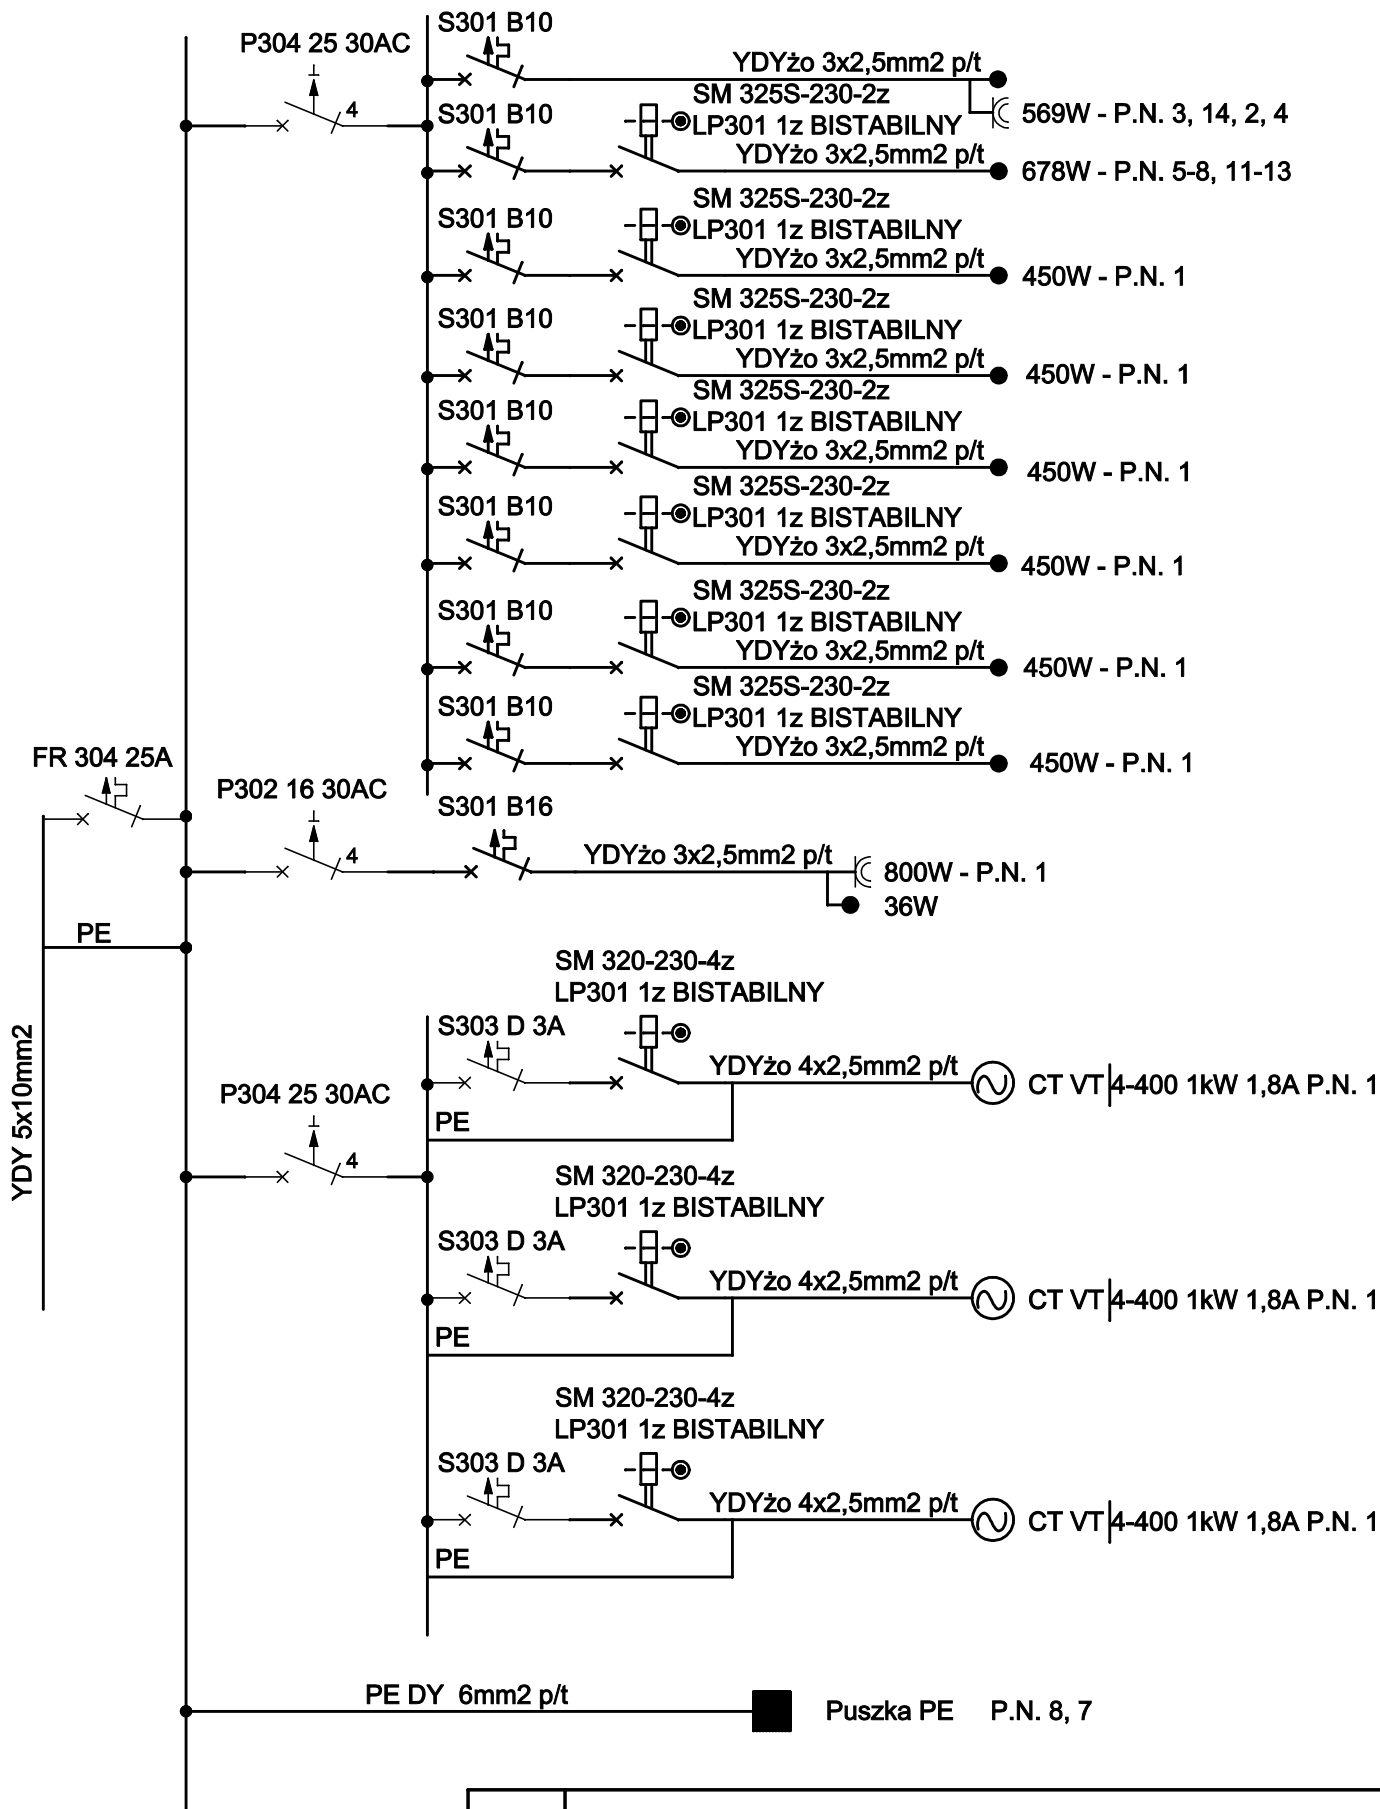 P304 25 30AC
4
S301 B10
YDYżo 3x2,5mm2 p/t
569W - P.N. 3, 14, 2, 4
S301 B10
SM 325S-230-2z
LP301 1z BISTABILNY
YDYżo 3x2,5mm2 p/t
678W - P.N. 5-8, 11-13
S301 B10
SM 325S-230-2z
LP301 1z BISTABILNY
YDYżo 3x2,5mm2 p/t
450W - P.N. 1
S301 B10
SM 325S-230-2z
LP301 1z BISTABILNY
YDYżo 3x2,5mm2 p/t
450W - P.N. 1
S301 B10
SM 325S-230-2z
LP301 1z BISTABILNY
YDYżo 3x2,5mm2 p/t
450W - P.N. 1
S301 B10
SM 325S-230-2z
LP301 1z BISTABILNY
YDYżo 3x2,5mm2 p/t
450W - P.N. 1
S301 B10
SM 325S-230-2z
LP301 1z BISTABILNY
YDYżo 3x2,5mm2 p/t
450W - P.N. 1
S301 B10
SM 325S-230-2z
LP301 1z BISTABILNY
YDYżo 3x2,5mm2 p/t
450W - P.N. 1
FR 304 25A
P302 16 30AC
4
S301 B16
YDYżo 3x2,5mm2 p/t
800W - P.N. 1
36W
PE
YDY 5x10mm2
P304 25 30AC
4
SM 320-230-4z
LP301 1z BISTABILNY
S303 D 3A
YDYżo 4x2,5mm2 p/t
CT VT 4-400 1kW 1,8A P.N. 1
PE
SM 320-230-4z
LP301 1z BISTABILNY
S303 D 3A
YDYżo 4x2,5mm2 p/t
CT VT 4-400 1kW 1,8A P.N. 1
PE
SM 320-230-4z
LP301 1z BISTABILNY
S303 D 3A
YDYżo 4x2,5mm2 p/t
CT VT 4-400 1kW 1,8A P.N. 1
PE
PE DY 6mm2 p/t
Puszka PE P.N. 8, 7